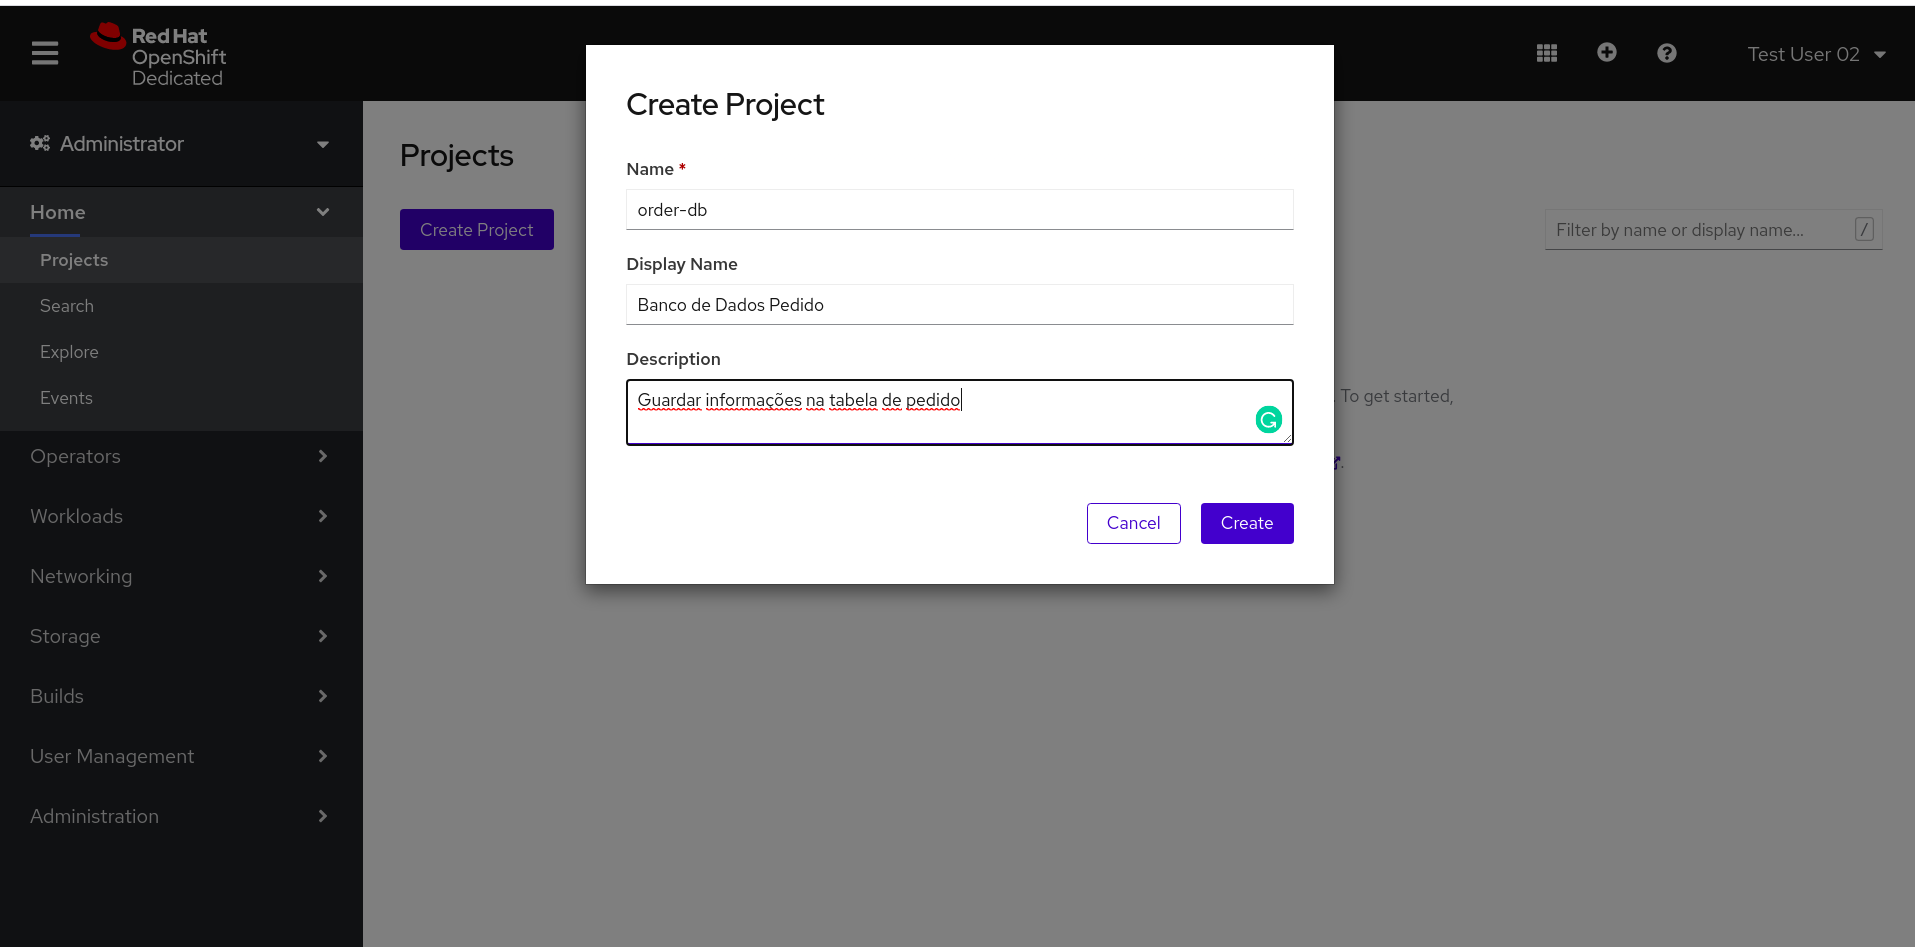 Red Hat
OpenShift
Dedicated
Test User 02
Administrator
Home
Projects
Search
Explore
Events
Operators
Workloads
Networking
Storage
Builds
User Management
Administration
Projects
Create Project
Filter by name or display name...
/
. To get started,
.
Create Project
Name *
order-db
Display Name
Banco de Dados Pedido
Description
Guardar informações na tabela de pedido
Cancel
Create